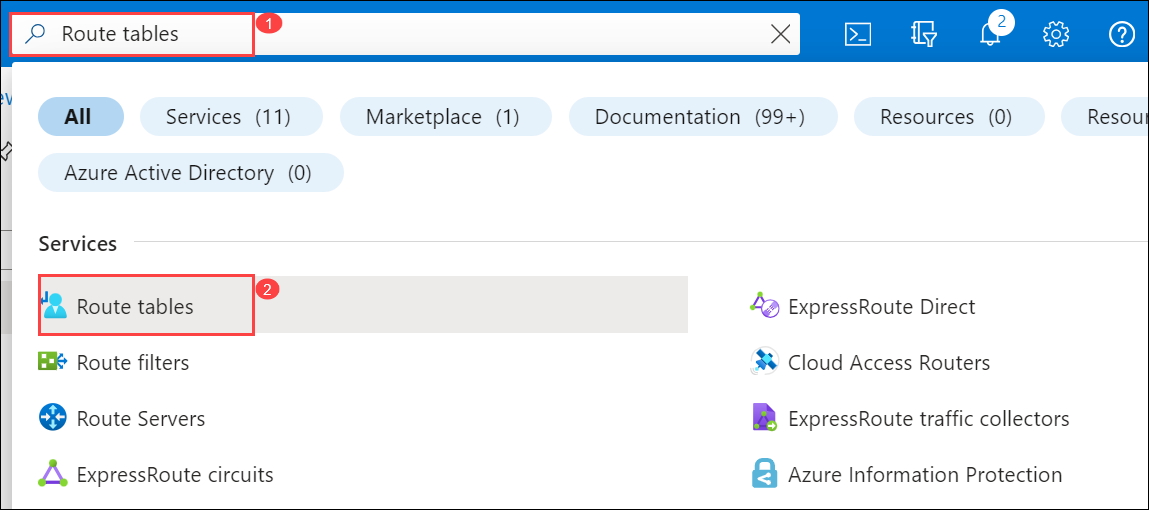 Route tables
1
2
All
Services (11)
Marketplace (1)
Documentation (99+)
Resources (0)
Azure Active Directory (0)
Services
Route tables
2
ExpressRoute Direct
Route filters
Cloud Access Routers
Route Servers
ExpressRoute traffic collectors
ExpressRoute circuits
Azure Information Protection